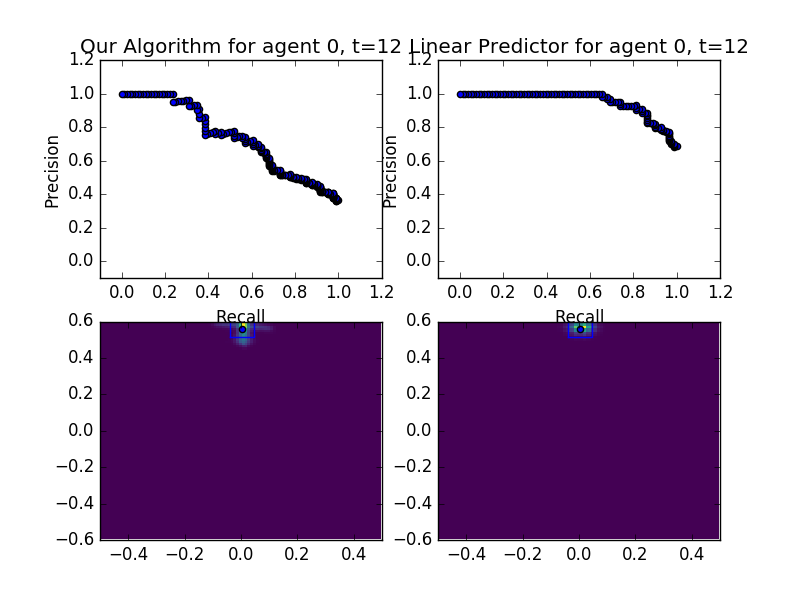 Our Algorithm for agent 0, t=12
Linear Predictor for agent 0, t=12
1.2
1.0
0.8
0.6
0.4
0.2
0.0
Precision
0.0 0.2 0.4 0.6 0.8 1.0 1.2
Recall
1.2
1.0
0.8
0.6
0.4
0.2
0.0
Precision
0.0 0.2 0.4 0.6 0.8 1.0 1.2
Recall
0.6
0.4
0.2
0.0
−0.2
−0.4
−0.6
−0.4 −0.2 0.0 0.2 0.4
0.6
0.4
0.2
0.0
−0.2
−0.4
−0.6
−0.4 −0.2 0.0 0.2 0.4